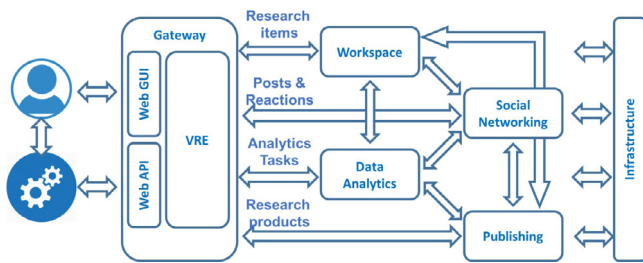 Gateway
Web GUI
Web API
VRE
Research
items
Posts &
Reactions
Analytics
Tasks
Research
products
Workspace
Social
Networking
Data
Analytics
Publishing
Infrastructure